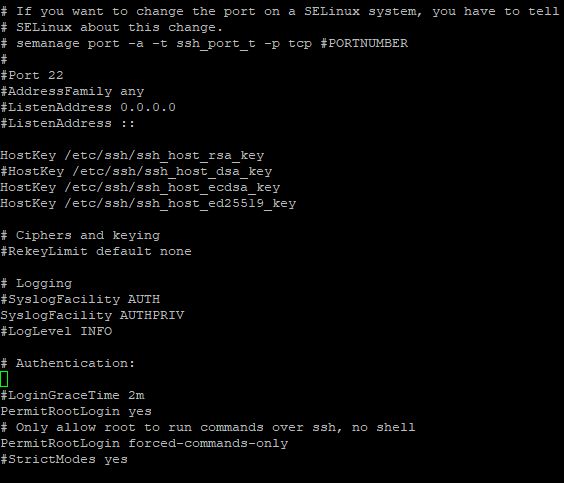 # If you want to change the port on a SELinux system, you have to tell
# SELinux about this change.
# semanage port -a -t ssh_port_t -p tcp #PORTNUMBER
#
#Port 22
#AddressFamily any
#ListenAddress 0.0.0.0
#ListenAddress ::
HostKey /etc/ssh/ssh_host_rsa_key
#HostKey /etc/ssh/ssh_host_dsa_key
HostKey /etc/ssh/ssh_host_ecdsa_key
HostKey /etc/ssh/ssh_host_ed25519_key
# Ciphers and keying
#RekeyLimit default none
# Logging
#SyslogFacility AUTH
SyslogFacility AUTHPRIV
#LogLevel INFO
# Authentication:
#LoginGraceTime 2m
PermitRootLogin yes
# Only allow root to run commands over ssh, no shell
PermitRootLogin forced-commands-only
#StrictModes yes